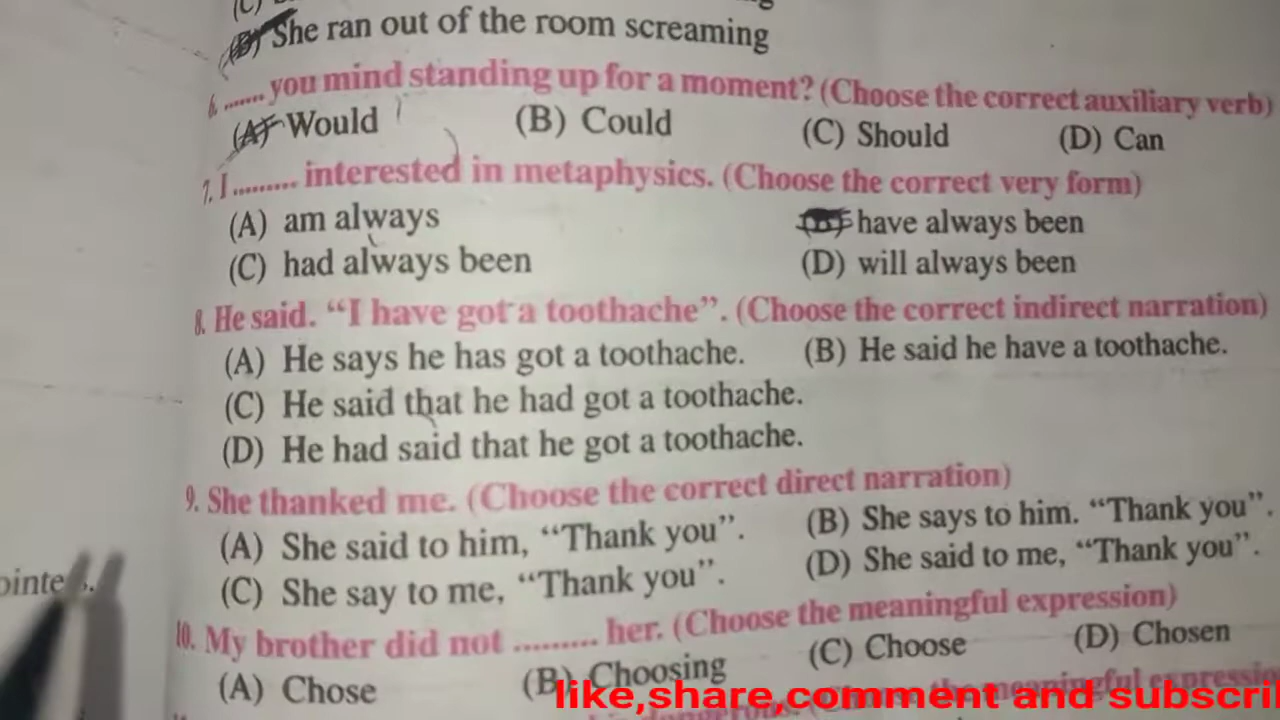 (C)
(D) She ran out of the room screaming
6. ....... you mind standing up for a moment? (Choose the correct auxiliary verb)
(A) Would (B) Could (C) Should (D) Can
7. I ......... interested in metaphysics. (Choose the correct very form)
(A) am always (B) have always been
(C) had always been (D) will always been
8. He said. “I have got a toothache”. (Choose the correct indirect narration)
(A) He says he has got a toothache. (B) He said he have a toothache.
(C) He said that he had got a toothache.
(D) He had said that he got a toothache.
9. She thanked me. (Choose the correct direct narration)
(A) She said to him, “Thank you”. (B) She says to him. “Thank you”.
(C) She say to me, “Thank you”. (D) She said to me, “Thank you”.
10. My brother did not ......... her. (Choose the meaningful expression)
(A) Chose (B) Choosing (C) Choose (D) Chosen
like,share,comment and subscri